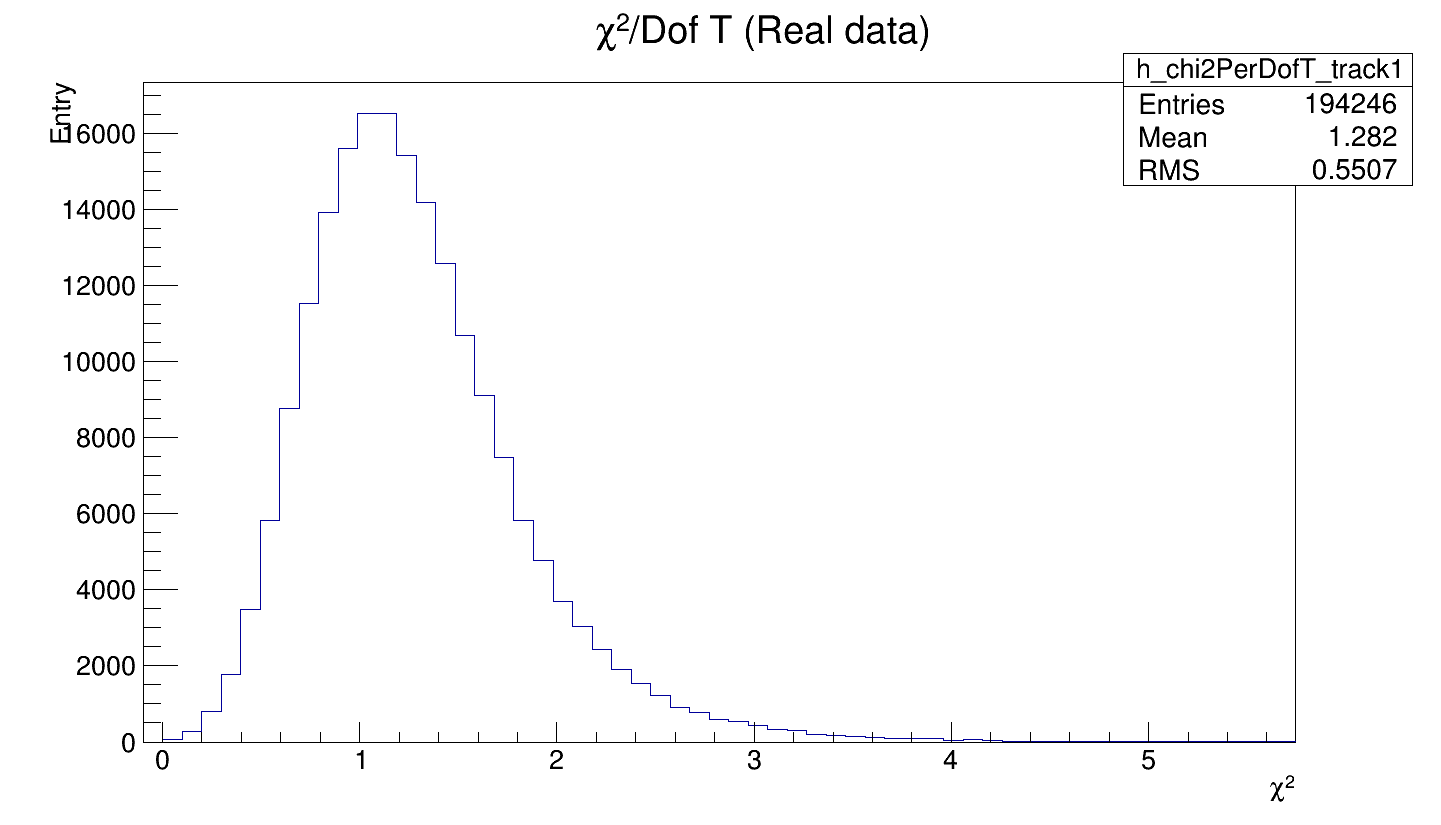 χ²/Dof T (Real data)
h_chi2PerDofT_track1
Entries 194246
Mean 1.282
RMS 0.5507
Entry
16000
14000
12000
10000
8000
6000
4000
2000
0
0 1 2 3 4 5
χ²